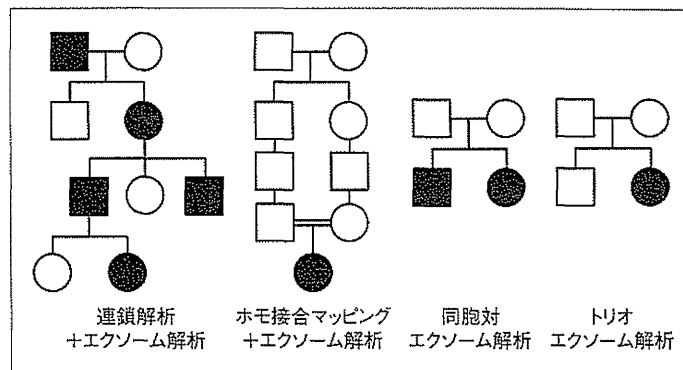 連鎖解析
＋エクソーム解析
ホモ接合マッピング
＋エクソーム解析
同胞対
エクソーム解析
トリオ
エクソーム解析